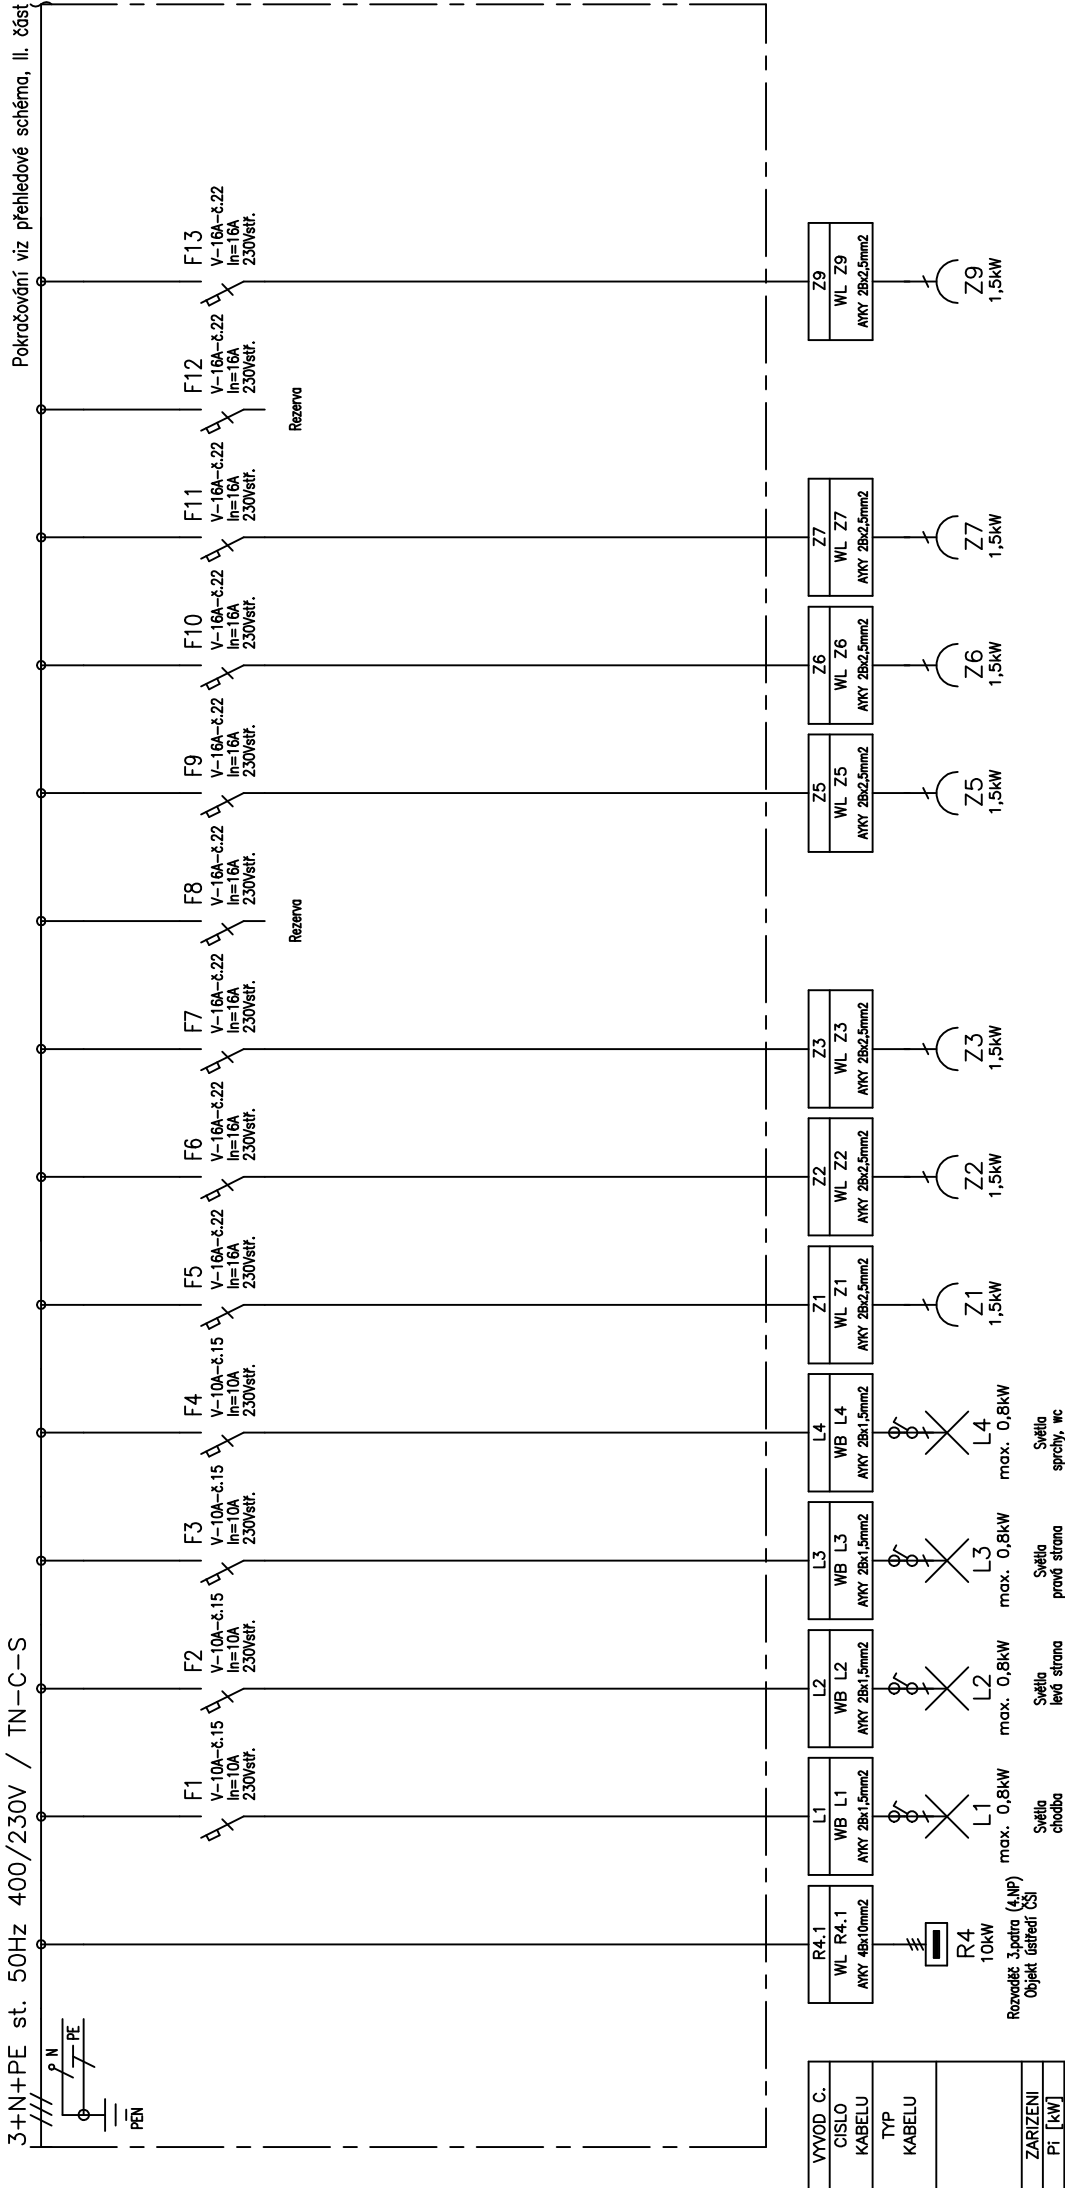 3+N+PE st. 50Hz 400/230V / TN-C-S
Pokračování viz přehledové schéma, II. část
N
PE
PEN
F1
V-10A-č.15
In=10A
230Vstř.
F2
V-10A-č.15
In=10A
230Vstř.
F3
V-10A-č.15
In=10A
230Vstř.
F4
V-10A-č.15
In=10A
230Vstř.
F5
V-16A-č.22
In=16A
230Vstř.
F6
V-16A-č.22
In=16A
230Vstř.
F7
V-16A-č.22
In=16A
230Vstř.
F8
V-16A-č.22
In=16A
230Vstř.
Rezerva
F9
V-16A-č.22
In=16A
230Vstř.
F10
V-16A-č.22
In=16A
230Vstř.
F11
V-16A-č.22
In=16A
230Vstř.
F12
V-16A-č.22
In=16A
230Vstř.
Rezerva
F13
V-16A-č.22
In=16A
230Vstř.
VYVOD C.
CISLO
KABELU
TYP
KABELU
ZARIZENI
Pi [kW]
R4.1
WL R4.1
AYKY 4Bx10mm2
R4
10kW
Rozvaděč 3.patra (4.NP)
Objekt ústředí ČŠI
L1
WB L1
AYKY 2Bx1,5mm2
L1
max. 0,8kW
Světla
chodba
L2
WB L2
AYKY 2Bx1,5mm2
L2
max. 0,8kW
Světla
levá strana
L3
WB L3
AYKY 2Bx1,5mm2
L3
max. 0,8kW
Světla
pravá strana
L4
WB L4
AYKY 2Bx1,5mm2
L4
max. 0,8kW
Světla
sprchy, wc
Z1
WL Z1
AYKY 2Bx2,5mm2
Z1
1,5kW
Z2
WL Z2
AYKY 2Bx2,5mm2
Z2
1,5kW
Z3
WL Z3
AYKY 2Bx2,5mm2
Z3
1,5kW
Z5
WL Z5
AYKY 2Bx2,5mm2
Z5
1,5kW
Z6
WL Z6
AYKY 2Bx2,5mm2
Z6
1,5kW
Z7
WL Z7
AYKY 2Bx2,5mm2
Z7
1,5kW
Z9
WL Z9
AYKY 2Bx2,5mm2
Z9
1,5kW